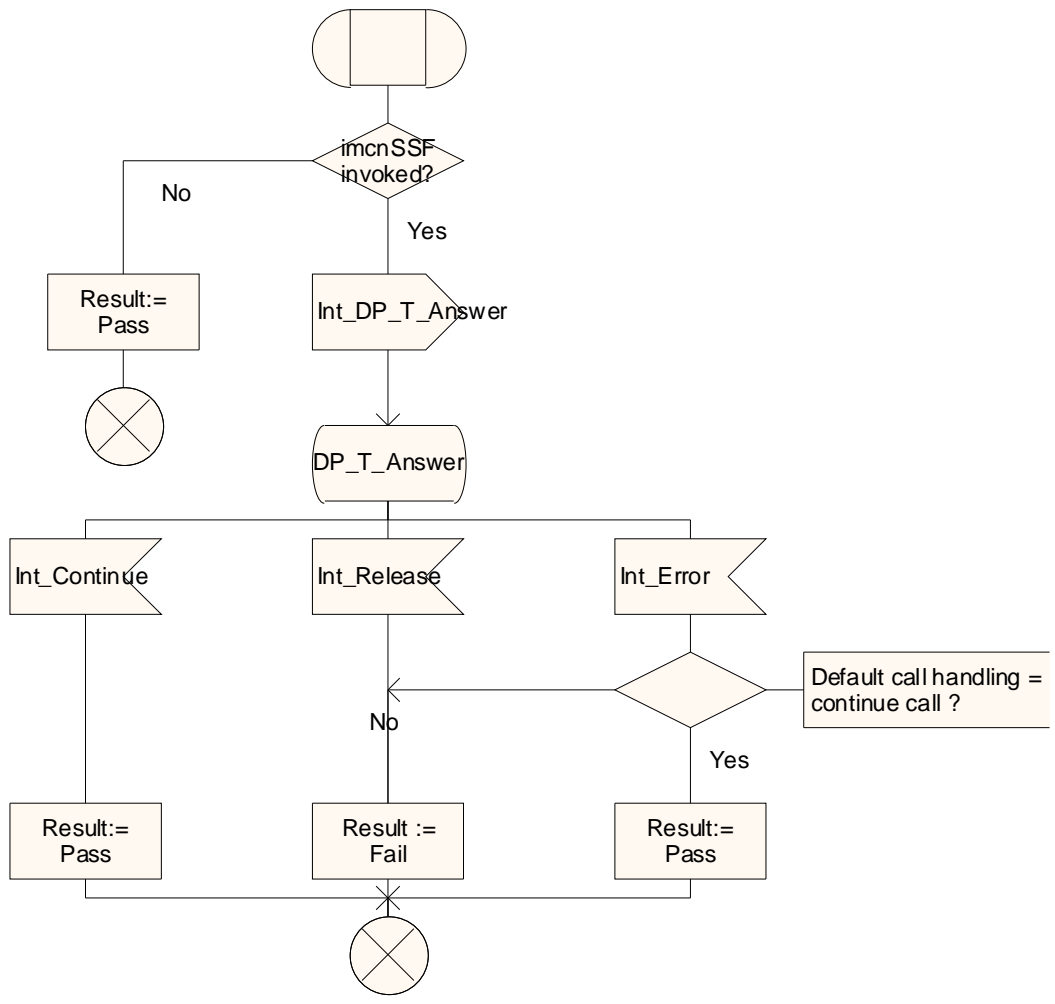 imcnSSF
invoked?
No
Yes
Result:=
Pass
Int_DP_T_Answer
DP_T_Answer
Int_Continue
Int_Release
Int_Error
Default call handling =
continue call ?
No
Yes
Result:=
Pass
Result :=
Fail
Result:=
Pass